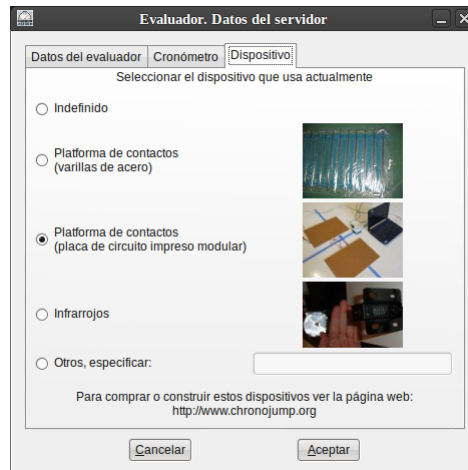 Evaluador. Datos del servidor
Datos del evaluador Cronómetro Dispositivo
Seleccionar el dispositivo que usa actualmente
Indefinido
Plataforma de contactos
(varillas de acero)
Plataforma de contactos
(placa de circuito impreso modular)
Infrarrojos
Otros, especificar:
Para comprar o construir estos dispositivos ver la página web:
http://www.chronojump.org
Cancelar Aceptar